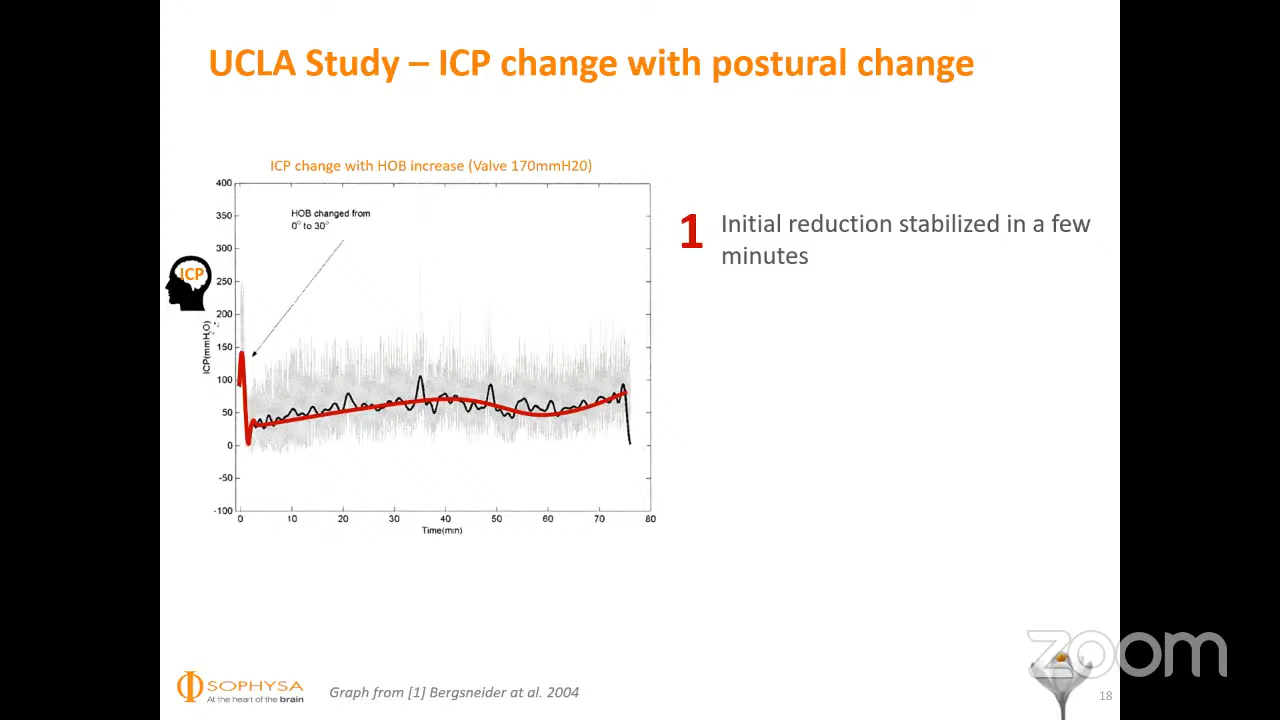 UCLA Study – ICP change with postural change
ICP change with HOB increase (Valve 170mmH20)
HOB changed from
0° to 30°
ICP
ICP(mmH₂O)
400
350
300
250
200
150
100
50
0
-50
-100
0 10 20 30 40 50 60 70 80
Time(min)
1 Initial reduction stabilized in a few
minutes
SOPHYSA
At the heart of the brain
Graph from [1] Bergsneider at al. 2004
zoom
18